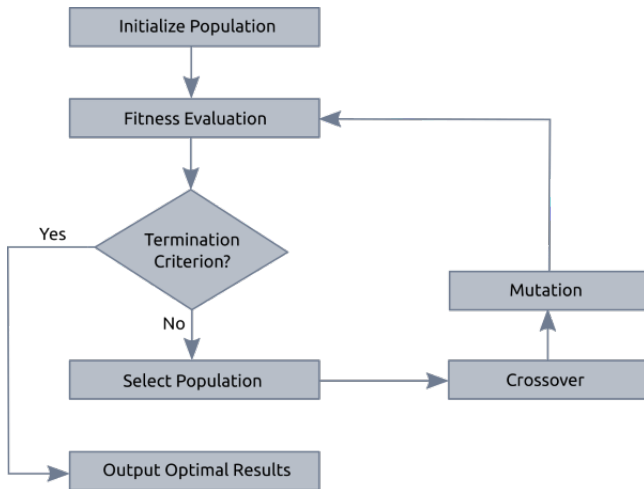 Initialize Population
Fitness Evaluation
Yes
Termination
Criterion?
No
Mutation
Select Population
Crossover
Output Optimal Results